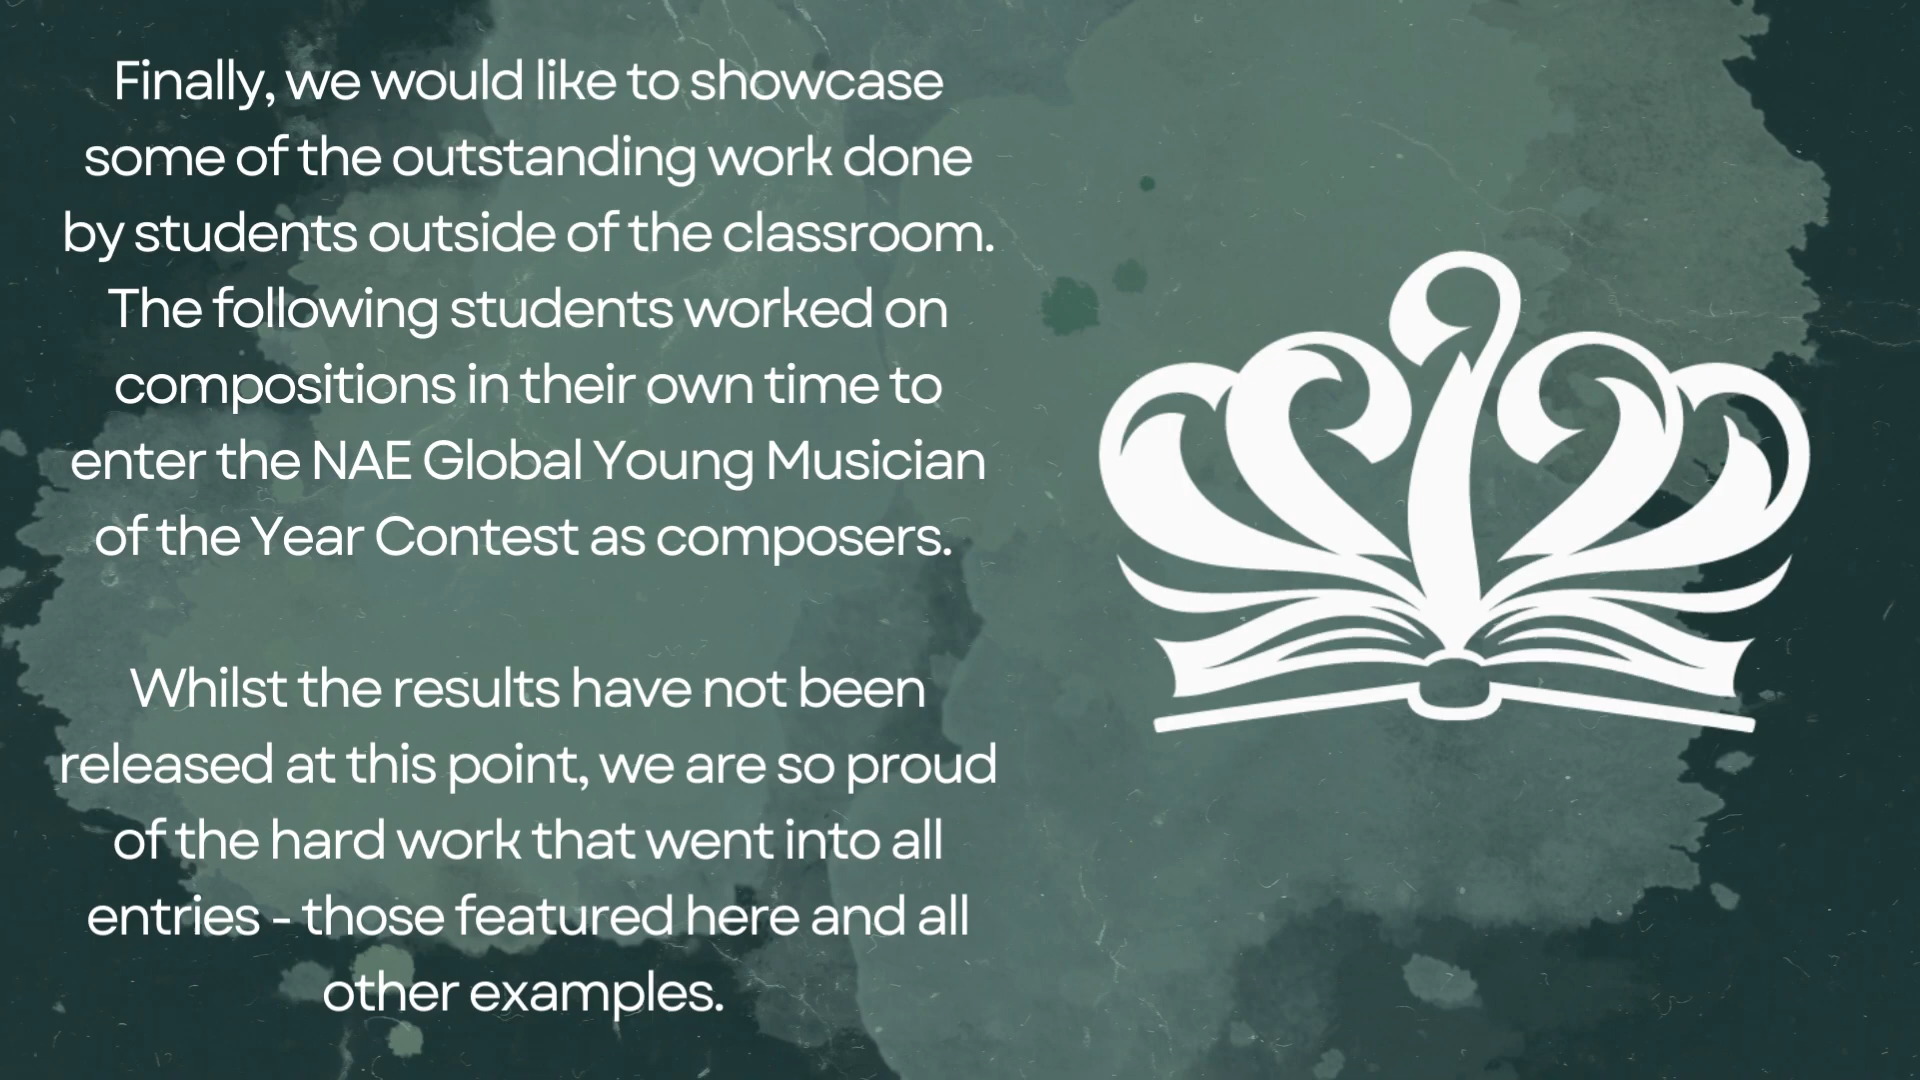 Finally, we would like to showcase
some of the outstanding work done
by students outside of the classroom.
The following students worked on
compositions in their own time to
enter the NAE Global Young Musician
of the Year Contest as composers.
Whilst the results have not been
released at this point, we are so proud
of the hard work that went into all
entries - those featured here and all
other examples.